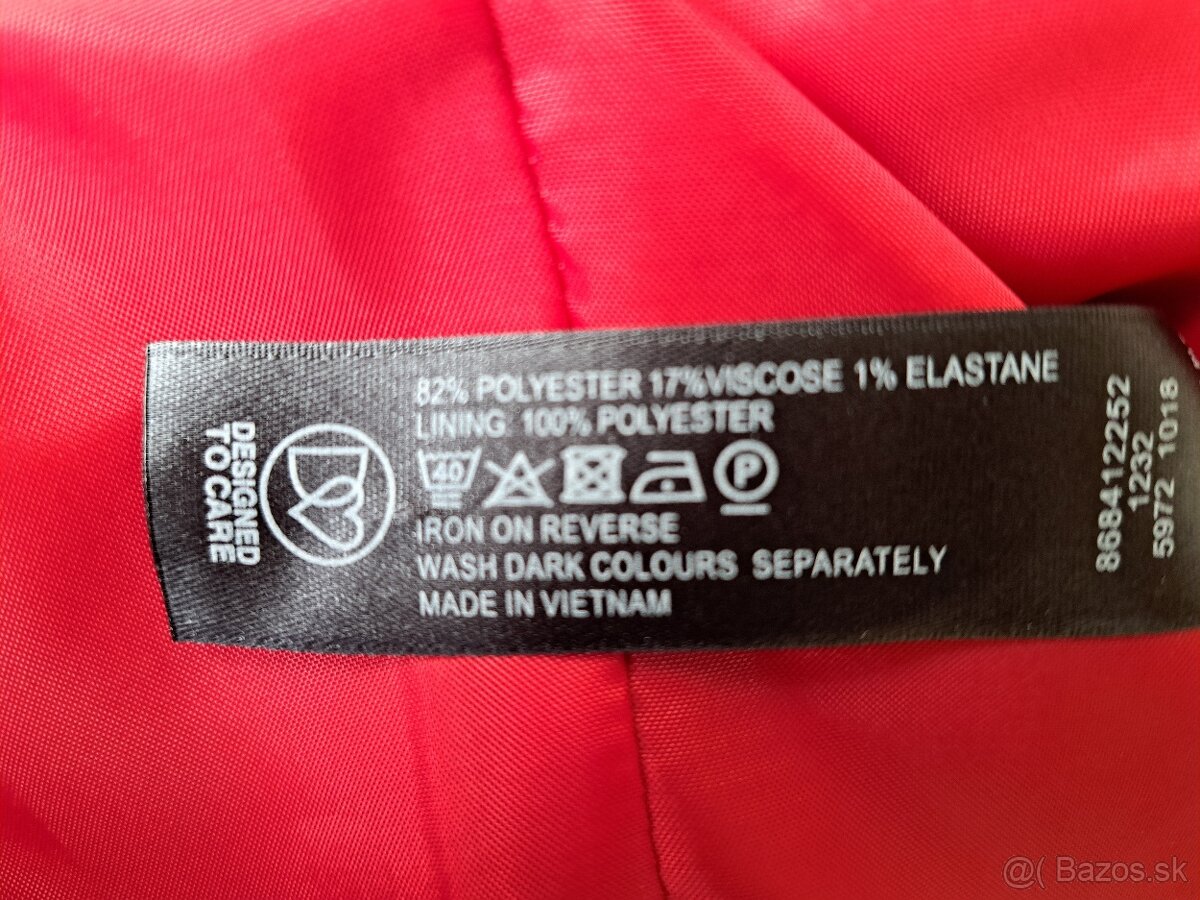 DESIGNED
TO CARE
82% POLYESTER 17%VISCOSE 1% ELASTANE
LINING 100% POLYESTER
40 P
IRON ON REVERSE
WASH DARK COLOURS SEPARATELY
MADE IN VIETNAM
868412252
1232
5972 1018
@( Bazos.sk